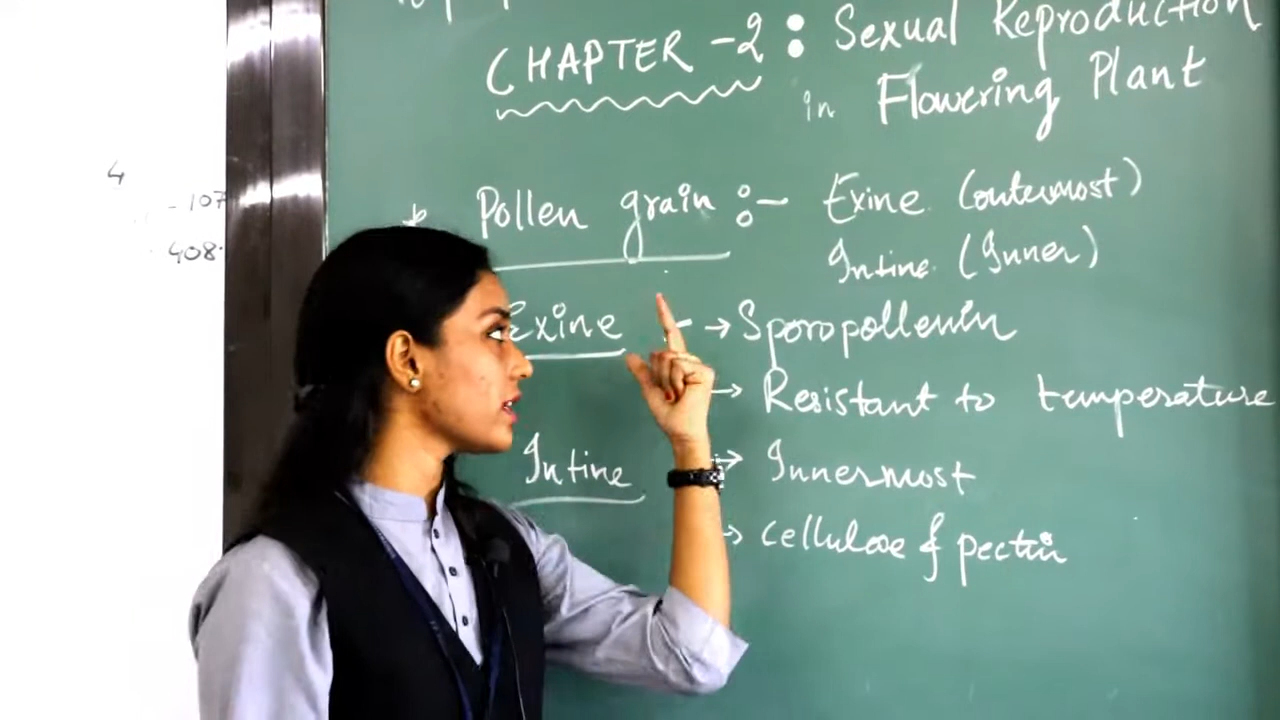 CHAPTER - 2 : Sexual Reproduction
in Flowering Plant
* Pollen grain :- Exine (outermost)
Intine (Inner)
Exine - → Sporopollenin
→ Resistant to temperature
Intine → Innermost
→ cellulose & pectin
4
- 107
408.